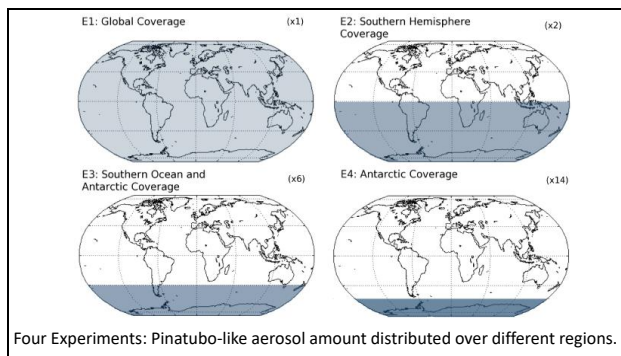 E1: Global Coverage (x1)
E2: Southern Hemisphere (x2)
Coverage
E3: Southern Ocean and
Antarctic Coverage (x6)
E4: Antarctic Coverage (x14)
Four Experiments: Pinatubo-like aerosol amount distributed over different regions.